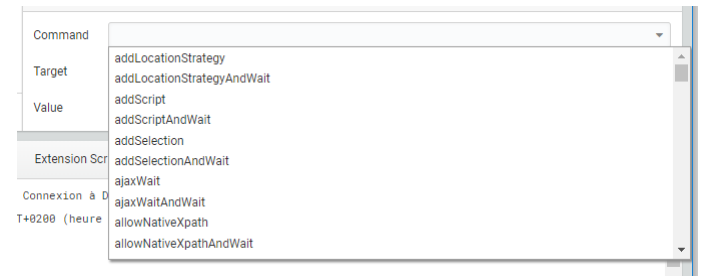 Command
Target
Value
addLocationStrategy
addLocationStrategyAndWait
addScript
addScriptAndWait
addSelection
addSelectionAndWait
ajaxWait
ajaxWaitAndWait
allowNativeXpath
allowNativeXpathAndWait
Extension Scr
Connexion à D
T+0200 (heure